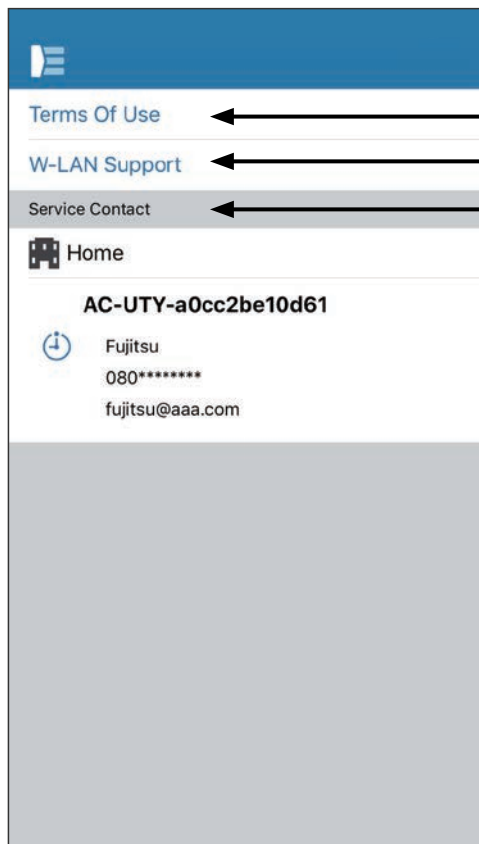 Terms Of Use
W-LAN Support
Service Contact
Home
AC-UTY-a0cc2be10d61
Fujitsu
080********
fujitsu@aaa.com